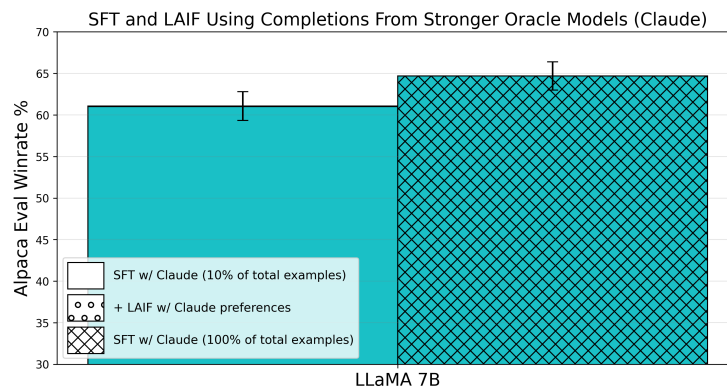 SFT and LAIF Using Completions From Stronger Oracle Models (Claude)
70
65
60
55
50
45
40
35
30
Alpaca Eval Winrate %
SFT w/ Claude (10% of total examples)
+ LAIF w/ Claude preferences
SFT w/ Claude (100% of total examples)
LLaMA 7B